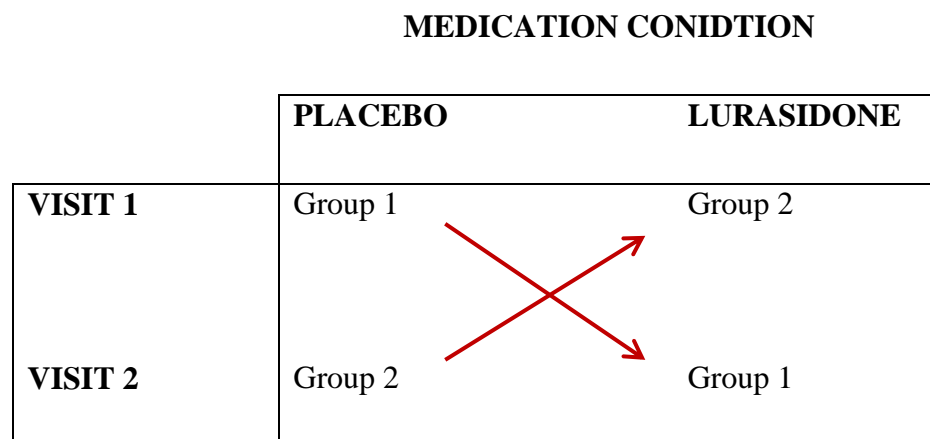 MEDICATION CONIDTION
PLACEBO LURASIDONE
VISIT 1 Group 1 Group 2
VISIT 2 Group 2 Group 1